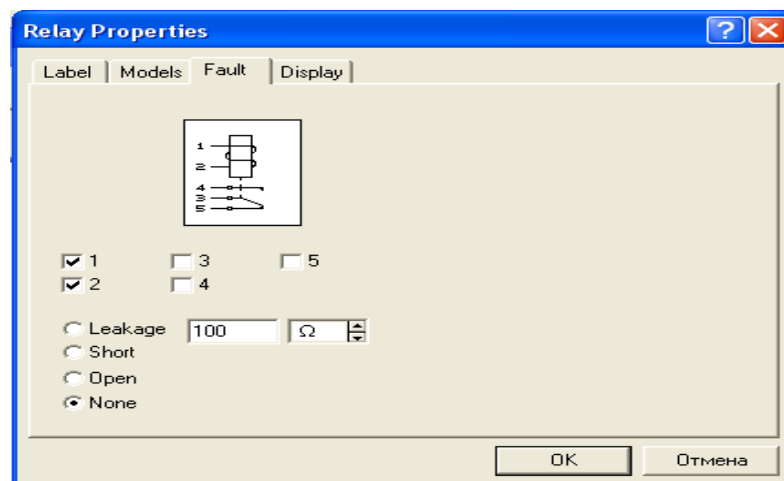 Relay Properties
Label Models Fault Display
1
2
4
3
5
1 3 5
2 4
Leakage 100 Ω
Short
Open
None
OK Отмена